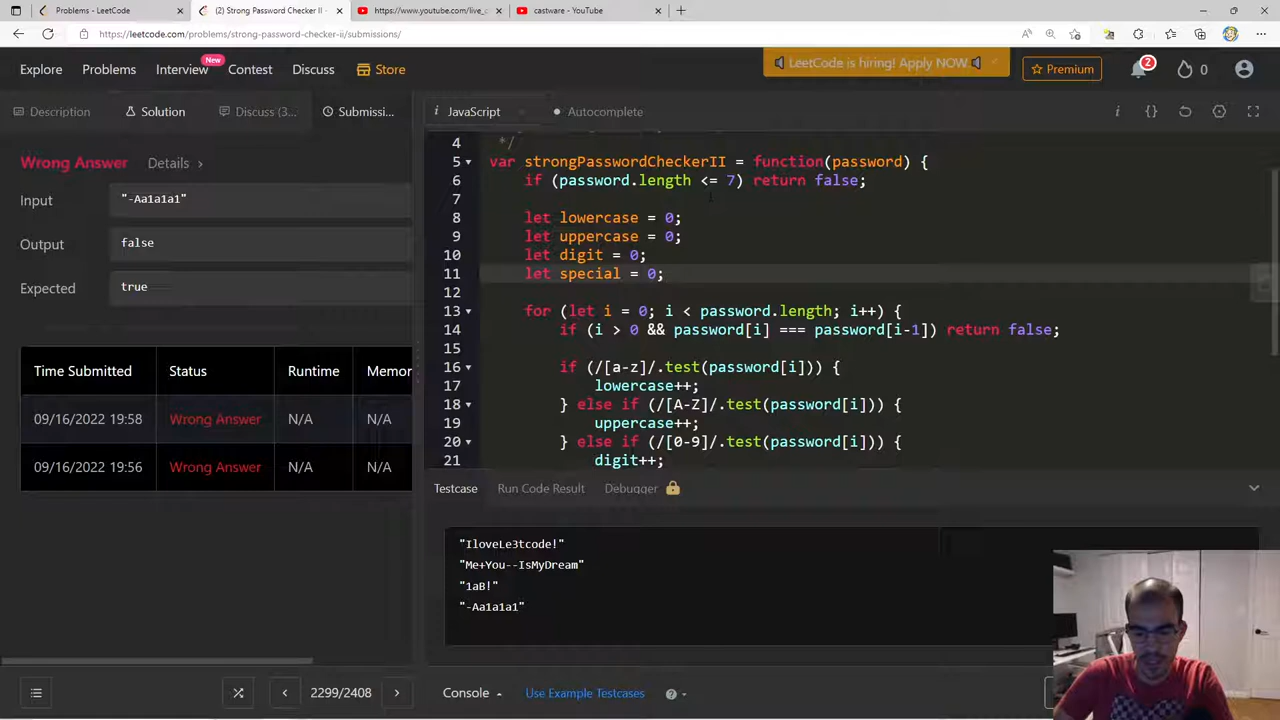 Problems - LeetCode
(2) Strong Password Checker II -
https://www.youtube.com/live_c
castware - YouTube
https://leetcode.com/problems/strong-password-checker-ii/submissions/
Explore
Problems
Interview
New
Contest
Discuss
Store
LeetCode is hiring! Apply NOW
Premium
2
0
Description
Solution
Discuss (3...
Submissi...
i JavaScript
Autocomplete
Wrong Answer
Details >
Input
"-Aa1a1a1"
Output
false
Expected
true
Time Submitted Status Runtime Memor
09/16/2022 19:58 Wrong Answer N/A N/A
09/16/2022 19:56 Wrong Answer N/A N/A
4 */
5 var strongPasswordCheckerII = function(password) {
6 if (password.length <= 7) return false;
7
8 let lowercase = 0;
9 let uppercase = 0;
10 let digit = 0;
11 let special = 0;
12
13 for (let i = 0; i < password.length; i++) {
14 if (i > 0 && password[i] === password[i-1]) return false;
15
16 if (/[a-z]/.test(password[i])) {
17 lowercase++;
18 } else if (/[A-Z]/.test(password[i])) {
19 uppercase++;
20 } else if (/[0-9]/.test(password[i])) {
21 digit++;
Testcase
Run Code Result
Debugger
"IloveLe3tcode!"
"Me+You--IsMyDream"
"1aB!"
"-Aa1a1a1"
2299/2408
Console
Use Example Testcases